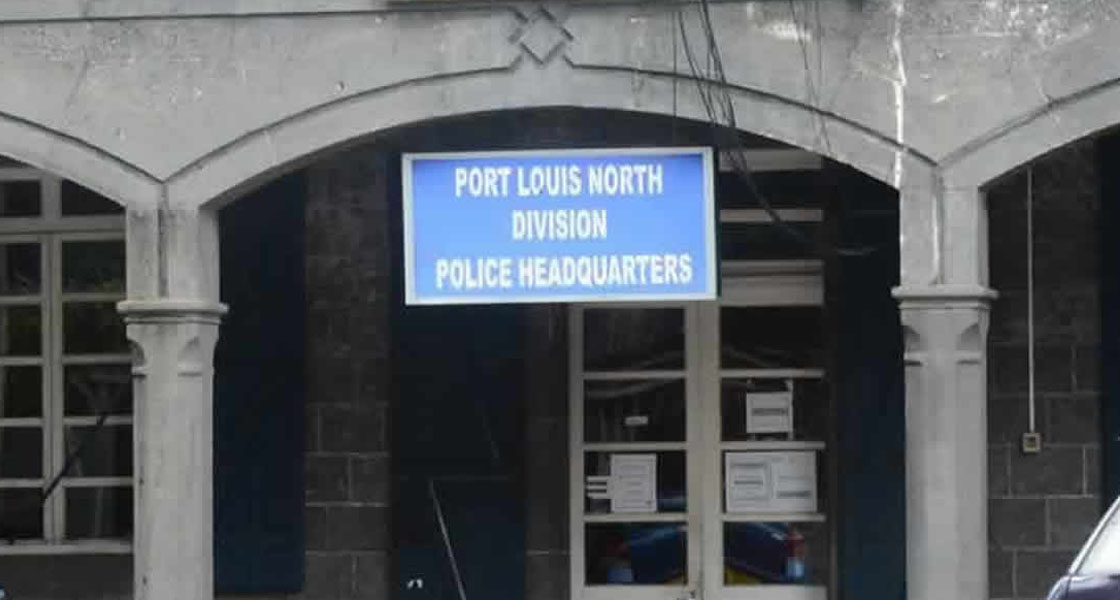 PORT LOUIS NORTH
DIVISION
POLICE HEADQUARTERS